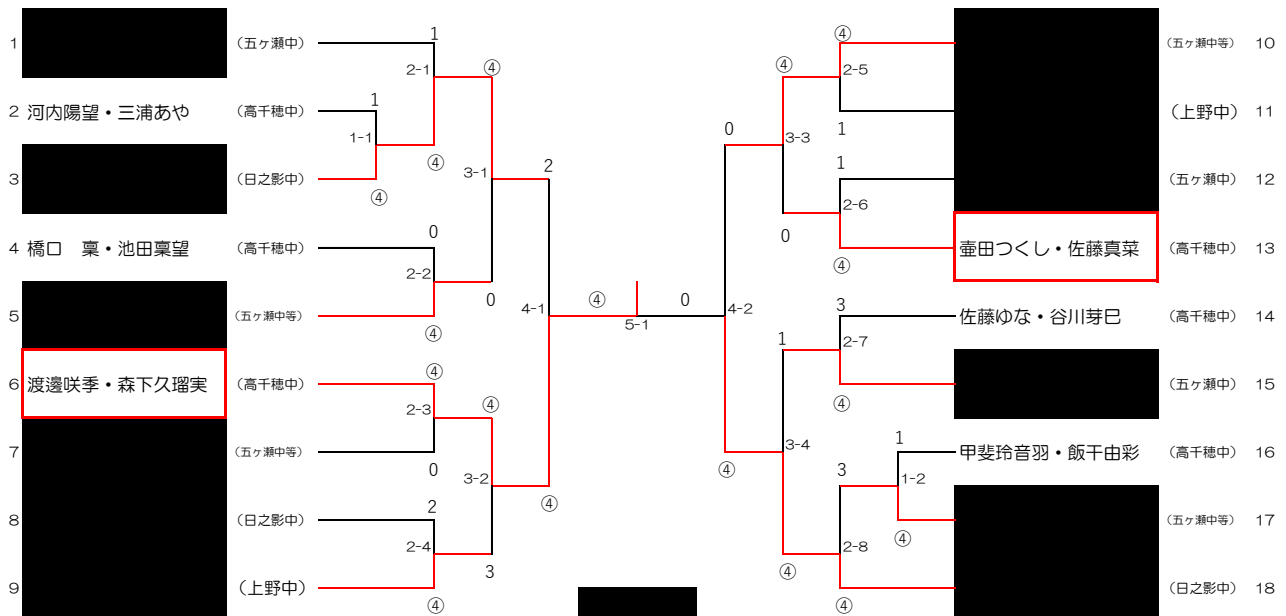 1 (五ヶ瀬中)
2 河内陽望・三浦あや (高千穂中)
3 (日之影中)
4 橋口 稟・池田稟望 (高千穂中)
5 (五ヶ瀬中等)
6 渡邊咲季・森下久瑠実 (高千穂中)
7 (五ヶ瀬中等)
8 (日之影中)
9 (上野中)
1
2-1
④
1
1-1
④
④
3-1
2
0
2-2
0
④
4-1
④
④
2-3
④
0
3-2
④
2
2-4
3
④
5-1
0
④
④
2-5
0
3-3
1
1
2-6
0
④
4-2
3
1
2-7
④
3-4
④
1
3
1-2
④
2-8
④
④
(五ヶ瀬中等) 10
(上野中) 11
(五ヶ瀬中) 12
壷田つくし・佐藤真菜 (高千穂中) 13
佐藤ゆな・谷川芽巳 (高千穂中) 14
(五ヶ瀬中) 15
甲斐玲音羽・飯干由彩 (高千穂中) 16
(五ヶ瀬中等) 17
(日之影中) 18